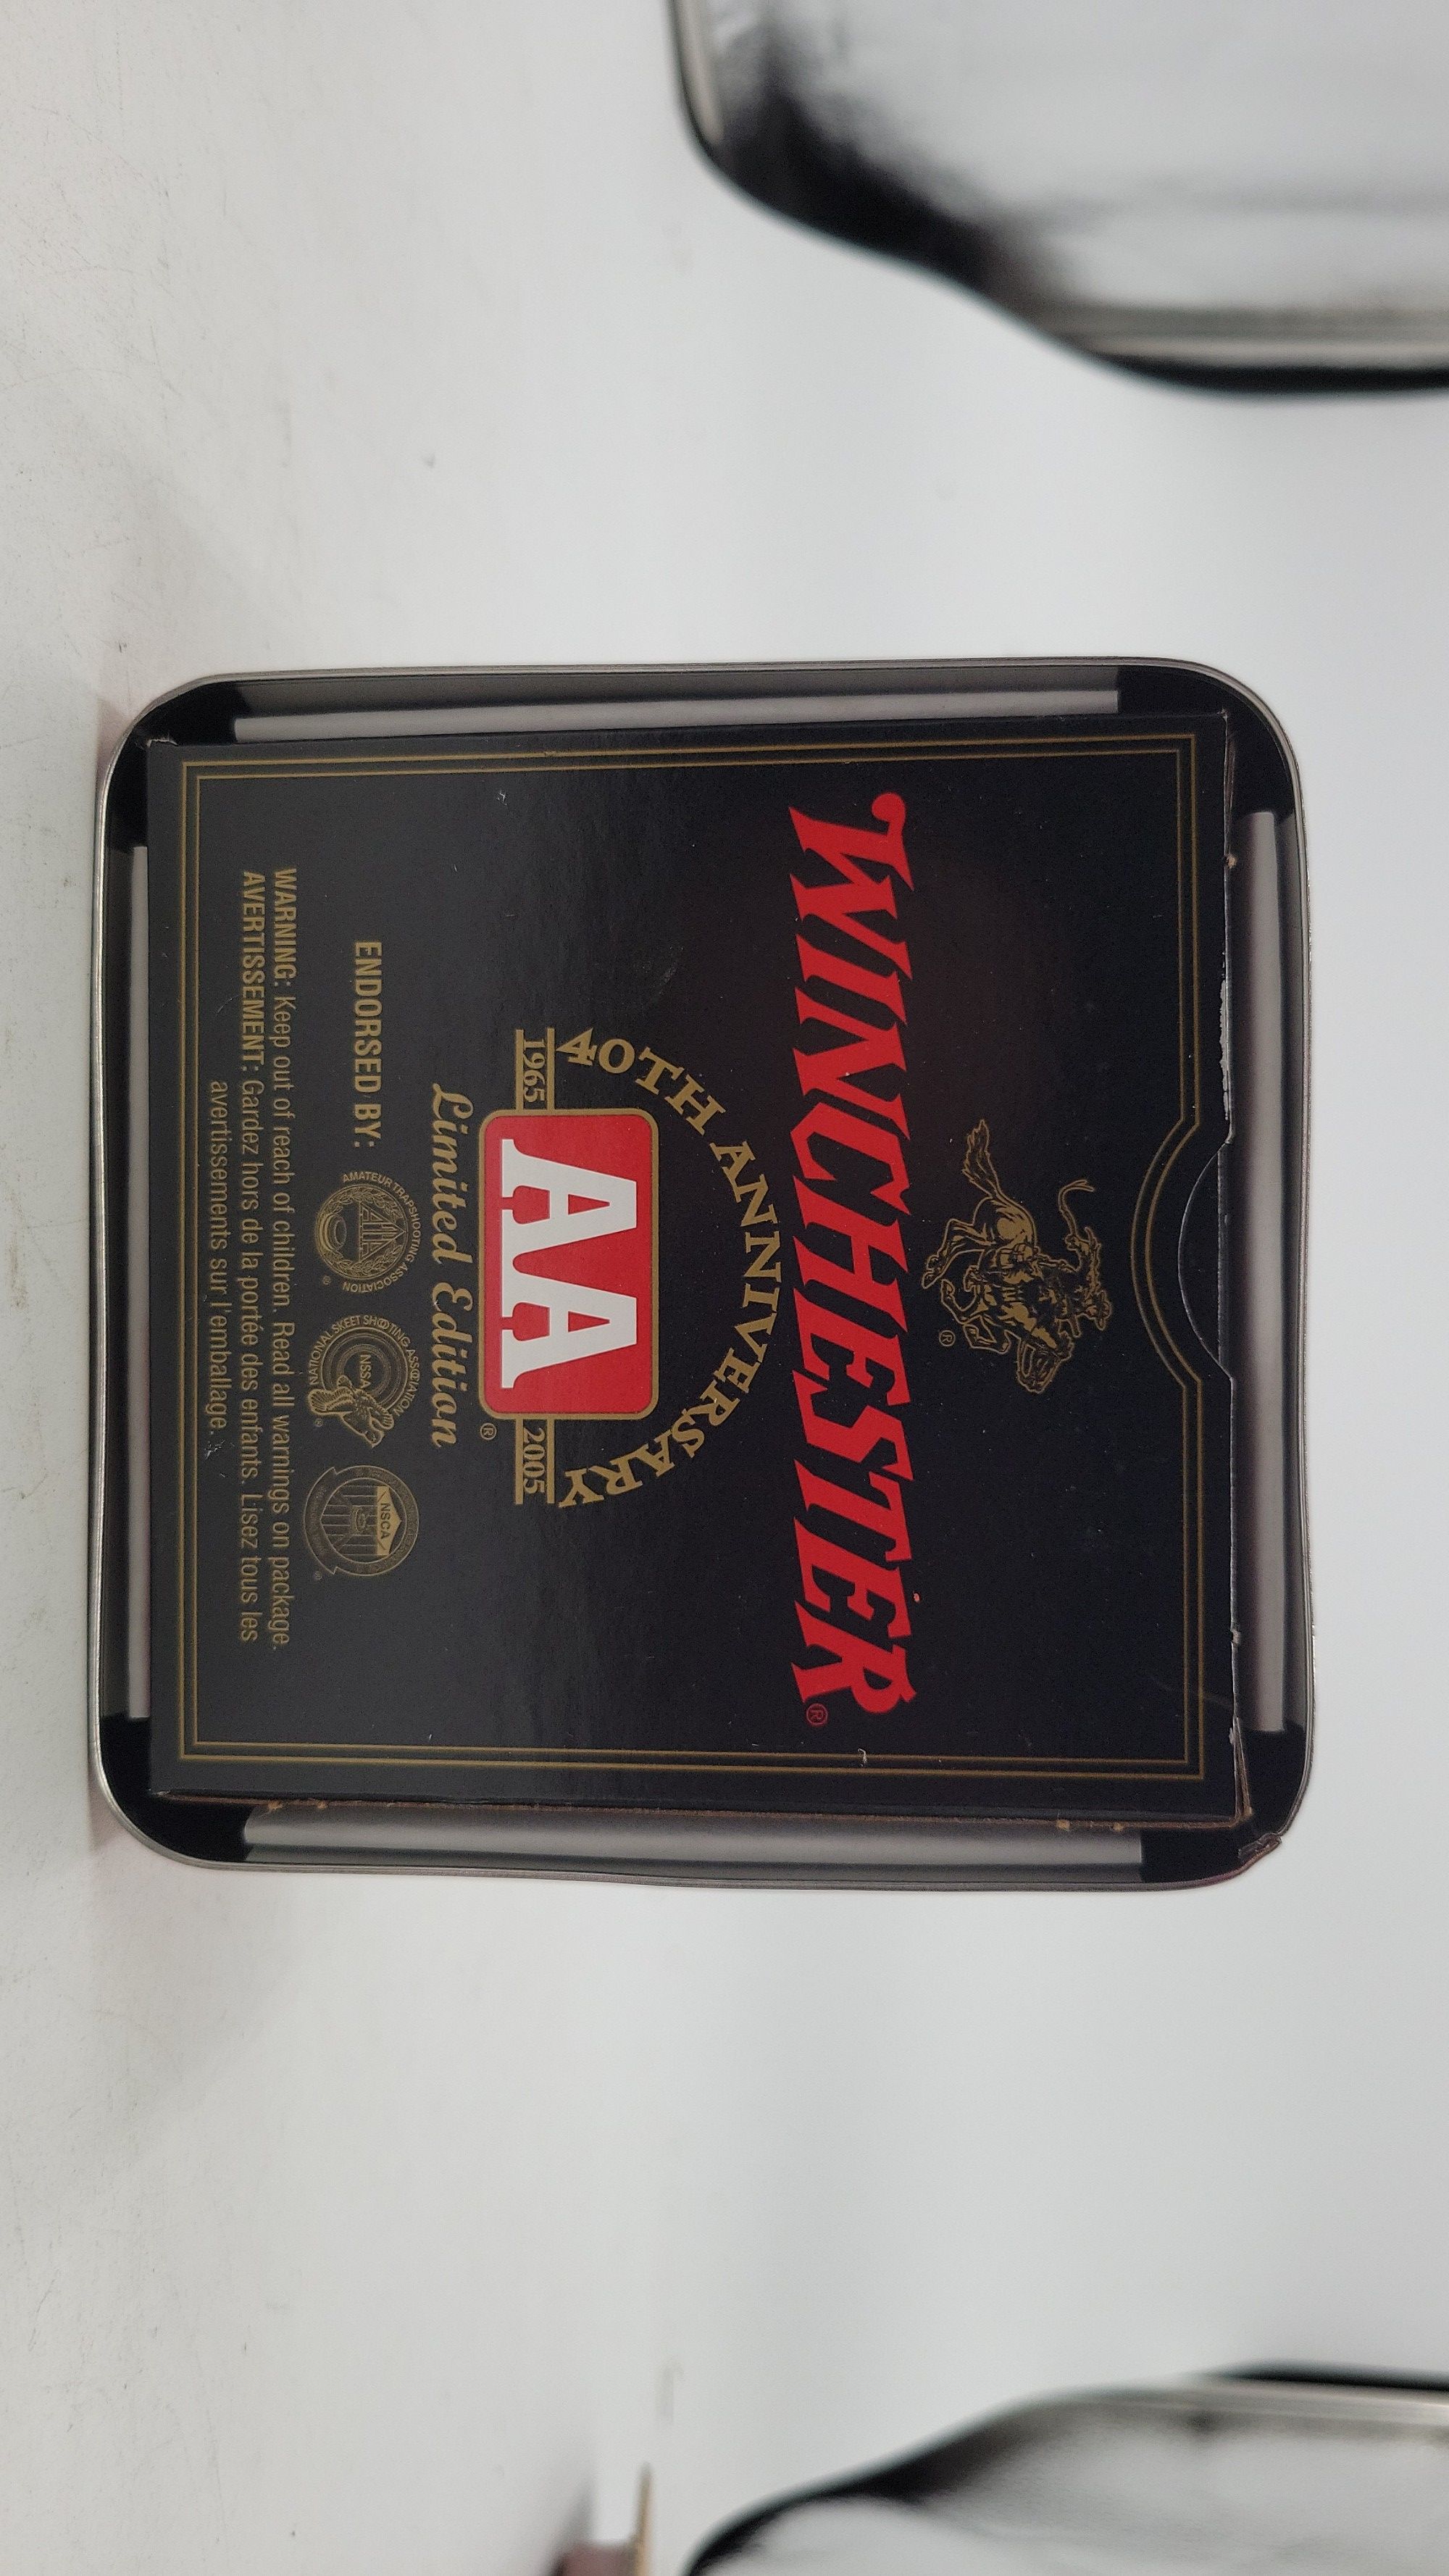 ®
WINCHESTER®
40TH ANNIVERSARY
1965 AA 2005
®
Limited Edition
ENDORSED BY:
AMATEUR TRAPSHOOTING ASSOCIATION
ATA
®
NATIONAL SKEET SHOOTING ASSOCIATION
NSSA
®
NSCA
®
WARNING: Keep out of reach of children. Read all warnings on package.
AVERTISSEMENT: Gardez hors de la portée des enfants. Lisez tous les
avertissements sur l'emballage.